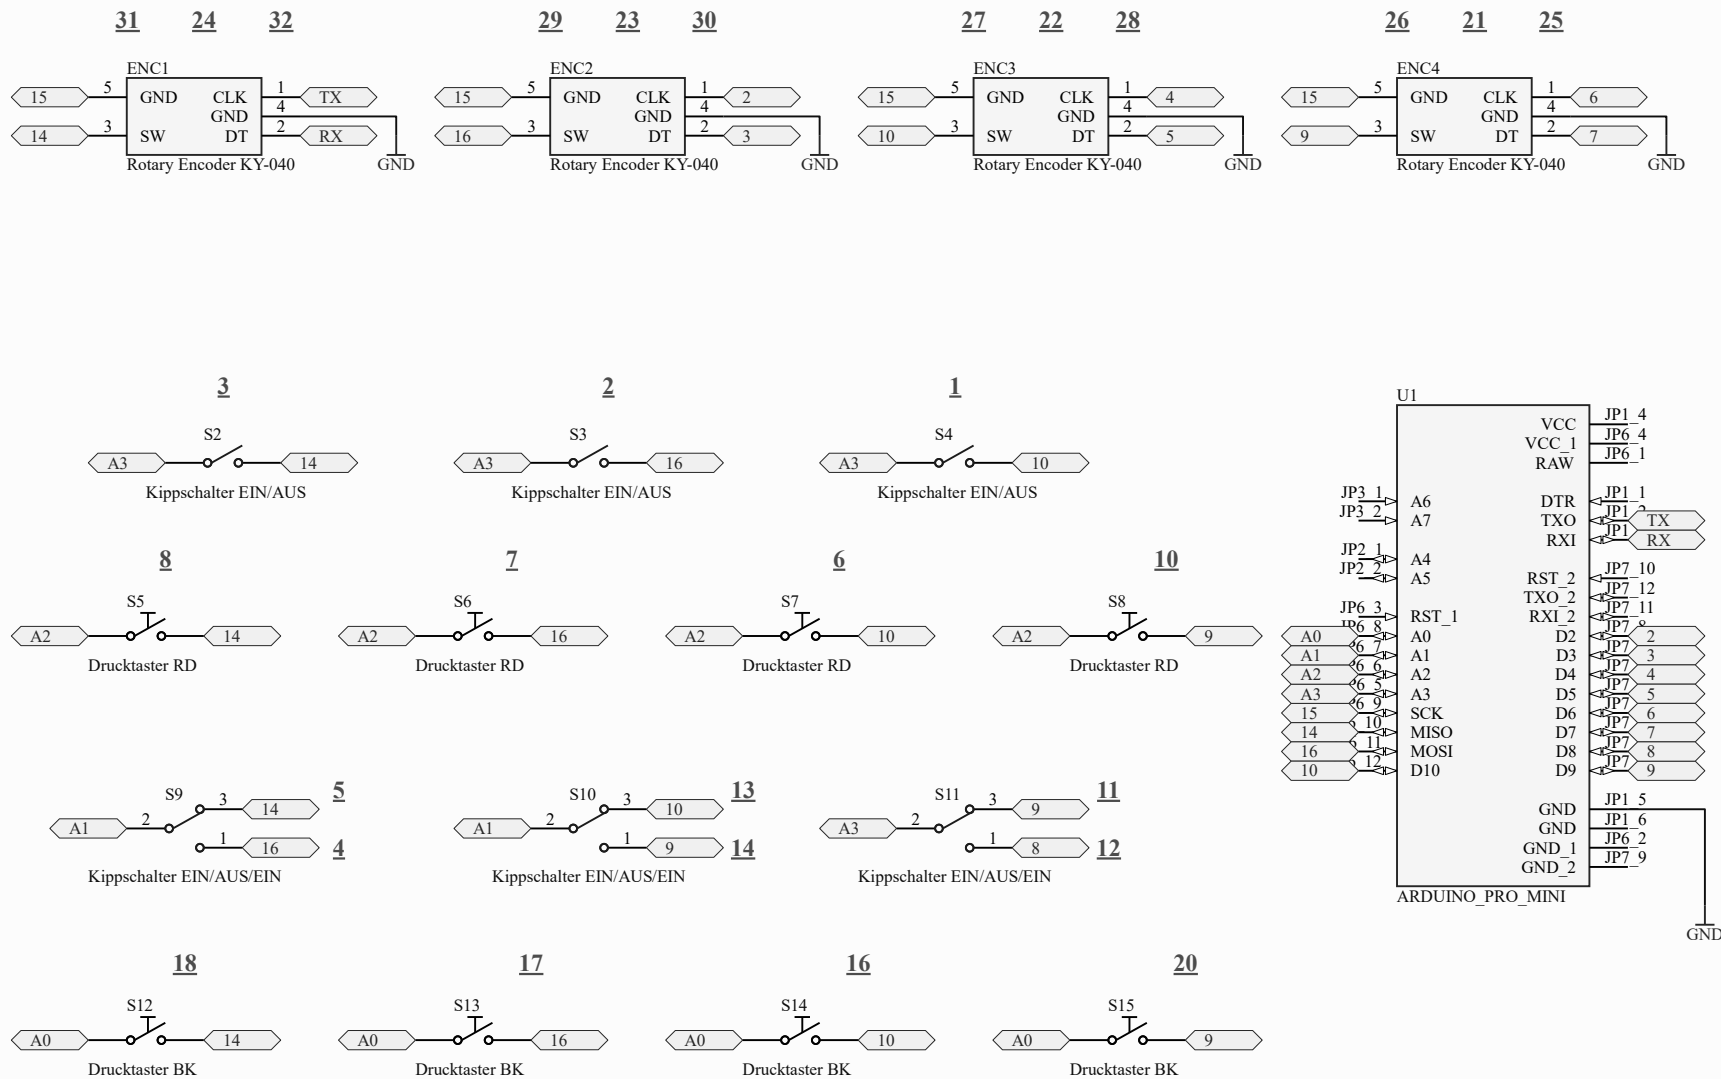 31 24 32 29 23 30 27 22 28 26 21 25
ENC1 ENC2 ENC3 ENC4
15 5 GND CLK 1 TX 15 5 GND CLK 1 2 15 5 GND CLK 1 4 15 5 GND CLK 1 6
GND 4 GND 4 GND 4 GND 4
14 3 SW DT 2 RX 16 3 SW DT 2 3 10 3 SW DT 2 5 9 3 SW DT 2 7
Rotary Encoder KY-040 GND Rotary Encoder KY-040 GND Rotary Encoder KY-040 GND Rotary Encoder KY-040 GND
3 2 1
S2 S3 S4
A3 14 A3 16 A3 10
Kippschalter EIN/AUS Kippschalter EIN/AUS Kippschalter EIN/AUS
8 7 6 10
S5 S6 S7 S8
A2 14 A2 16 A2 10 A2 9
Drucktaster RD Drucktaster RD Drucktaster RD Drucktaster RD
5 13 11
S9 3 14 S10 3 10 S11 3 9
A1 2 A1 2 A3 2
1 16 4 1 9 14 1 8 12
Kippschalter EIN/AUS/EIN Kippschalter EIN/AUS/EIN Kippschalter EIN/AUS/EIN
18 17 16 20
S12 S13 S14 S15
A0 14 A0 16 A0 10 A0 9
Drucktaster BK Drucktaster BK Drucktaster BK Drucktaster BK
U1
VCC JP1_4
VCC_1 JP6_4
RAW JP6_1
JP3_1 A6 DTR JP1_1
JP3_2 A7 TXO TX
RXI JP1 RX
JP2_1 A4
JP2_2 A5 RST_2 JP7_10
TXO_2 JP7_12
JP6_3 RST_1 RXI_2 JP7_11
A0 A0 D2 JP7 2
A1 A1 D3 JP7 3
A2 A2 D4 JP7 4
A3 A3 D5 JP7 5
15 SCK D6 JP7 6
14 10 MISO D7 JP7 7
16 11 MOSI D8 JP7 8
10 12 D10 D9 JP7 9
GND JP1_5
GND JP1_6
GND_1 JP6_2
GND_2 JP7_9
ARDUINO_PRO_MINI
GND